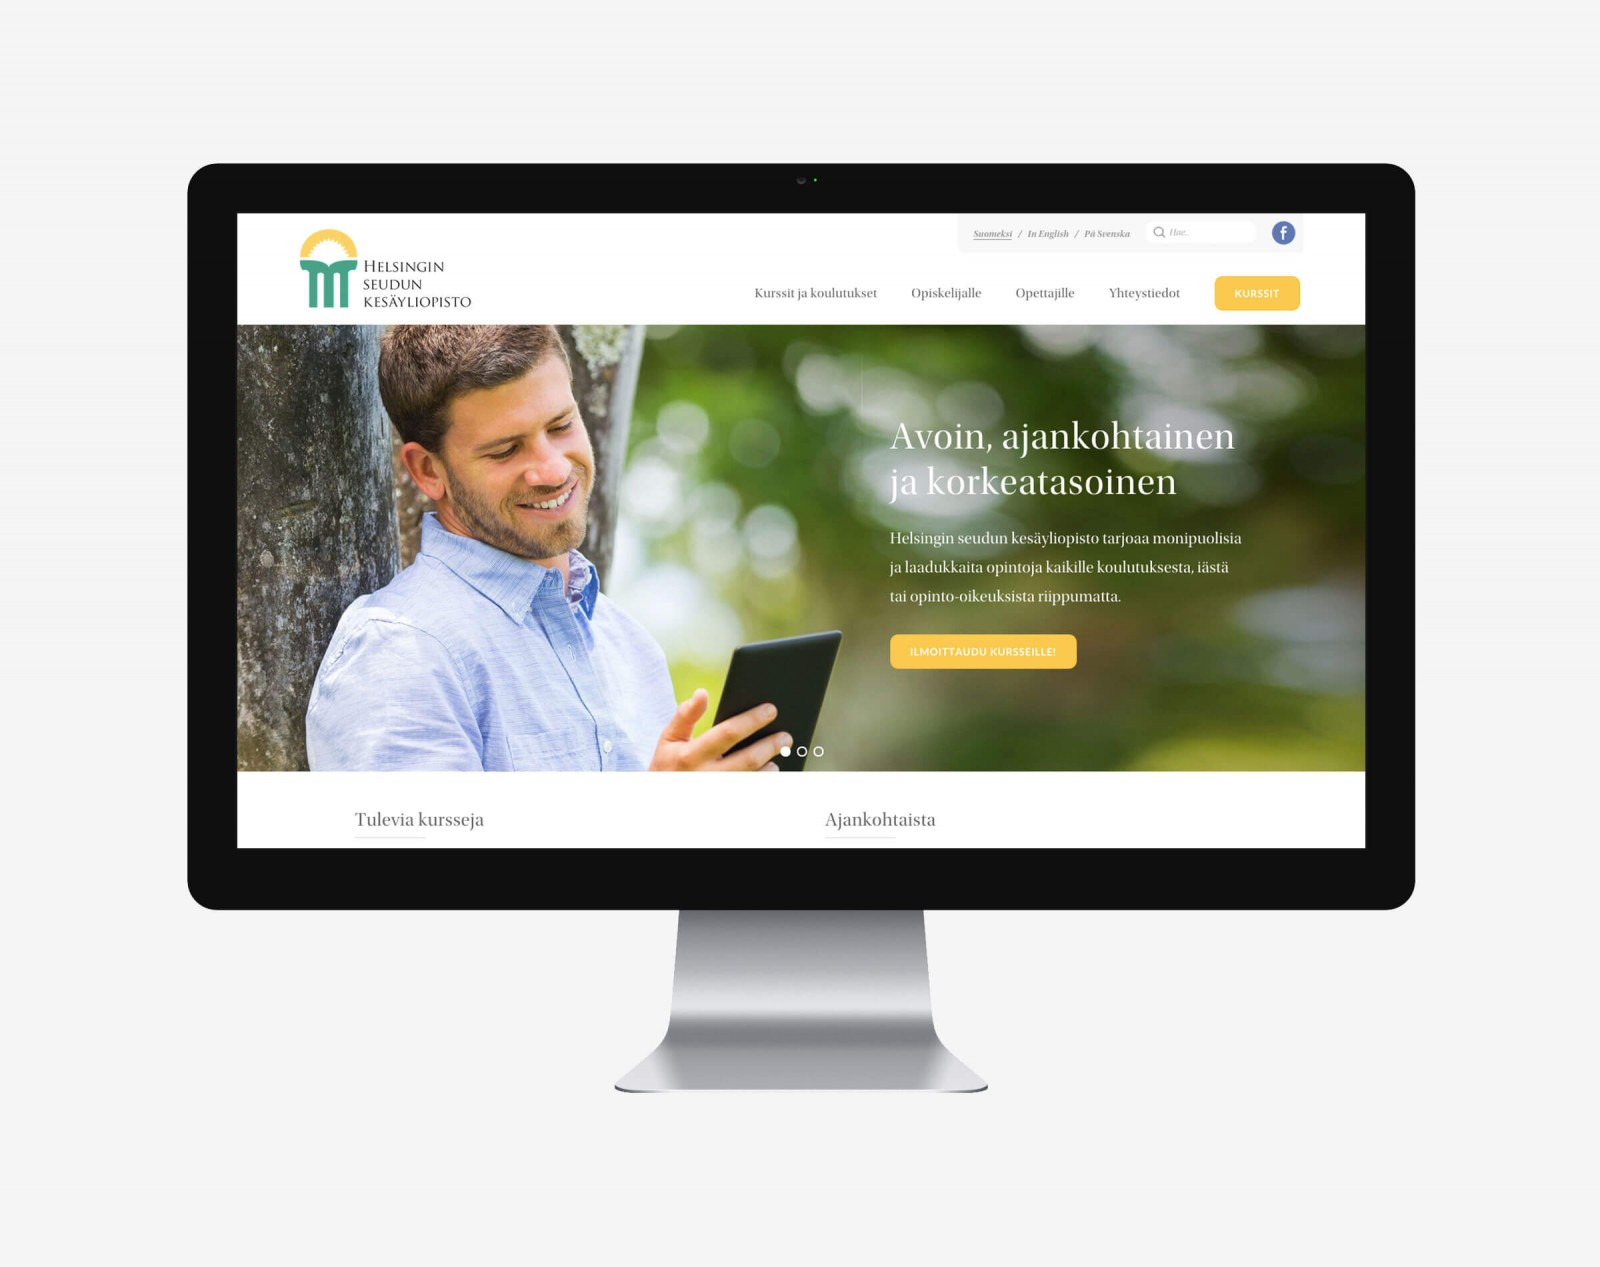 Helsingin
seudun
kesäyliopisto
Suomeksi / In English / På Svenska
Hae..
f
Kurssit ja koulutukset
Opiskelijalle
Opettajille
Yhteystiedot
KURSSIT
Avoin, ajankohtainen
ja korkeatasoinen
Helsingin seudun kesäyliopisto tarjoaa monipuolisia
ja laadukkaita opintoja kaikille koulutuksesta, iästä
tai opinto-oikeuksista riippumatta.
ILMOITTAUDU KURSSEILLE!
Tulevia kursseja
Ajankohtaista